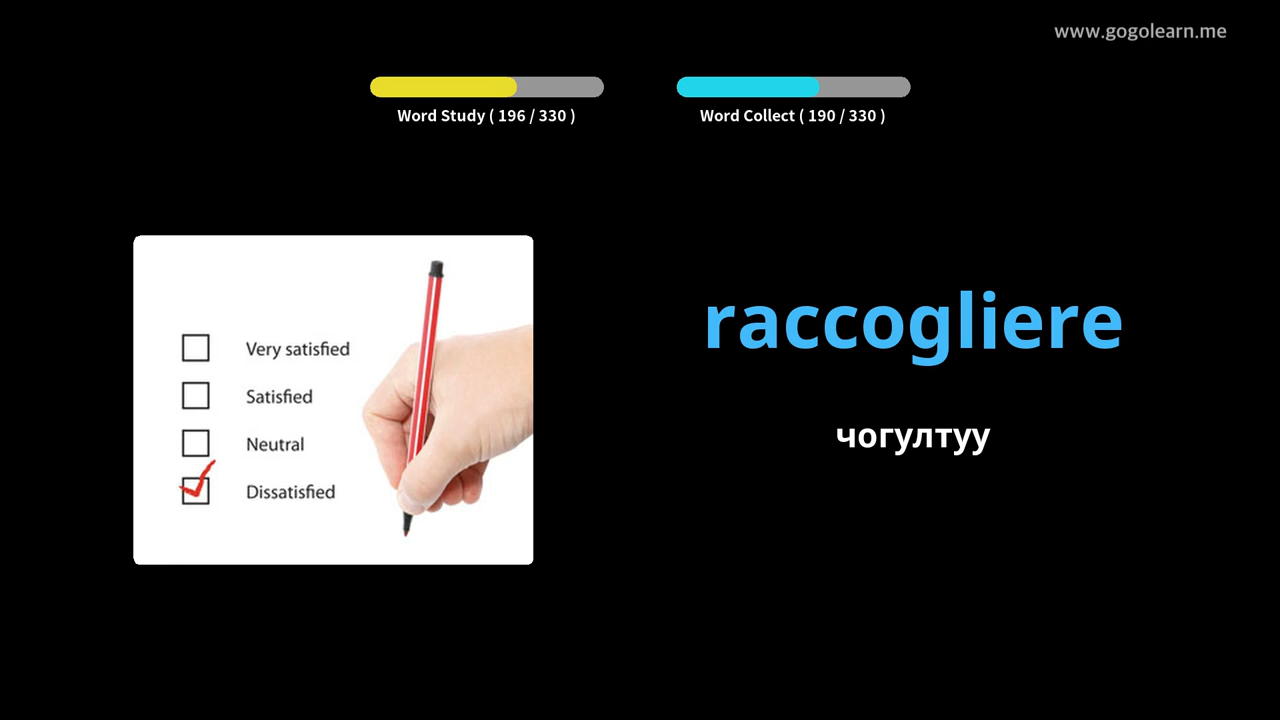 www.gogolearn.me
Word Study ( 196 / 330 )
Word Collect ( 190 / 330 )
Very satisfied
Satisfied
Neutral
Dissatisfied
raccogliere
чогултуу